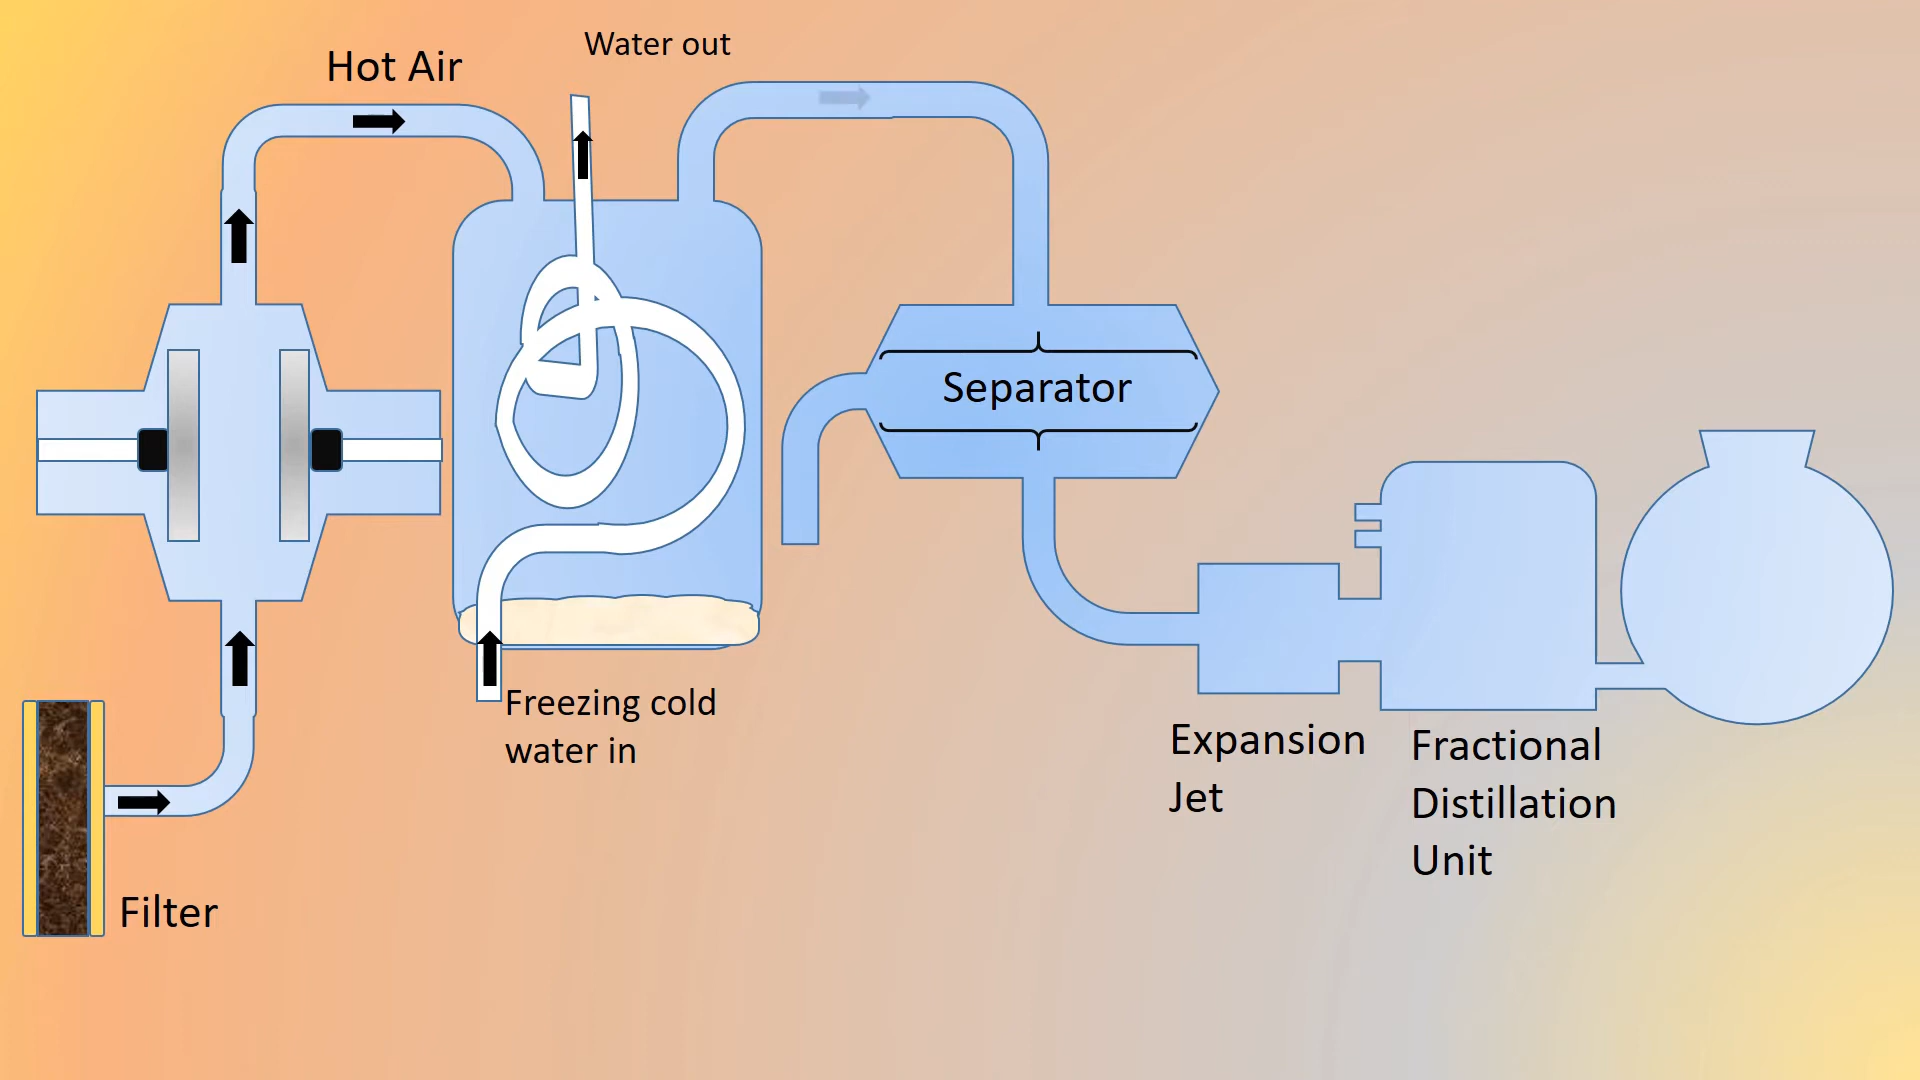 Water out
Hot Air
Separator
Freezing cold
water in
Expansion
Jet
Fractional
Distillation
Unit
Filter